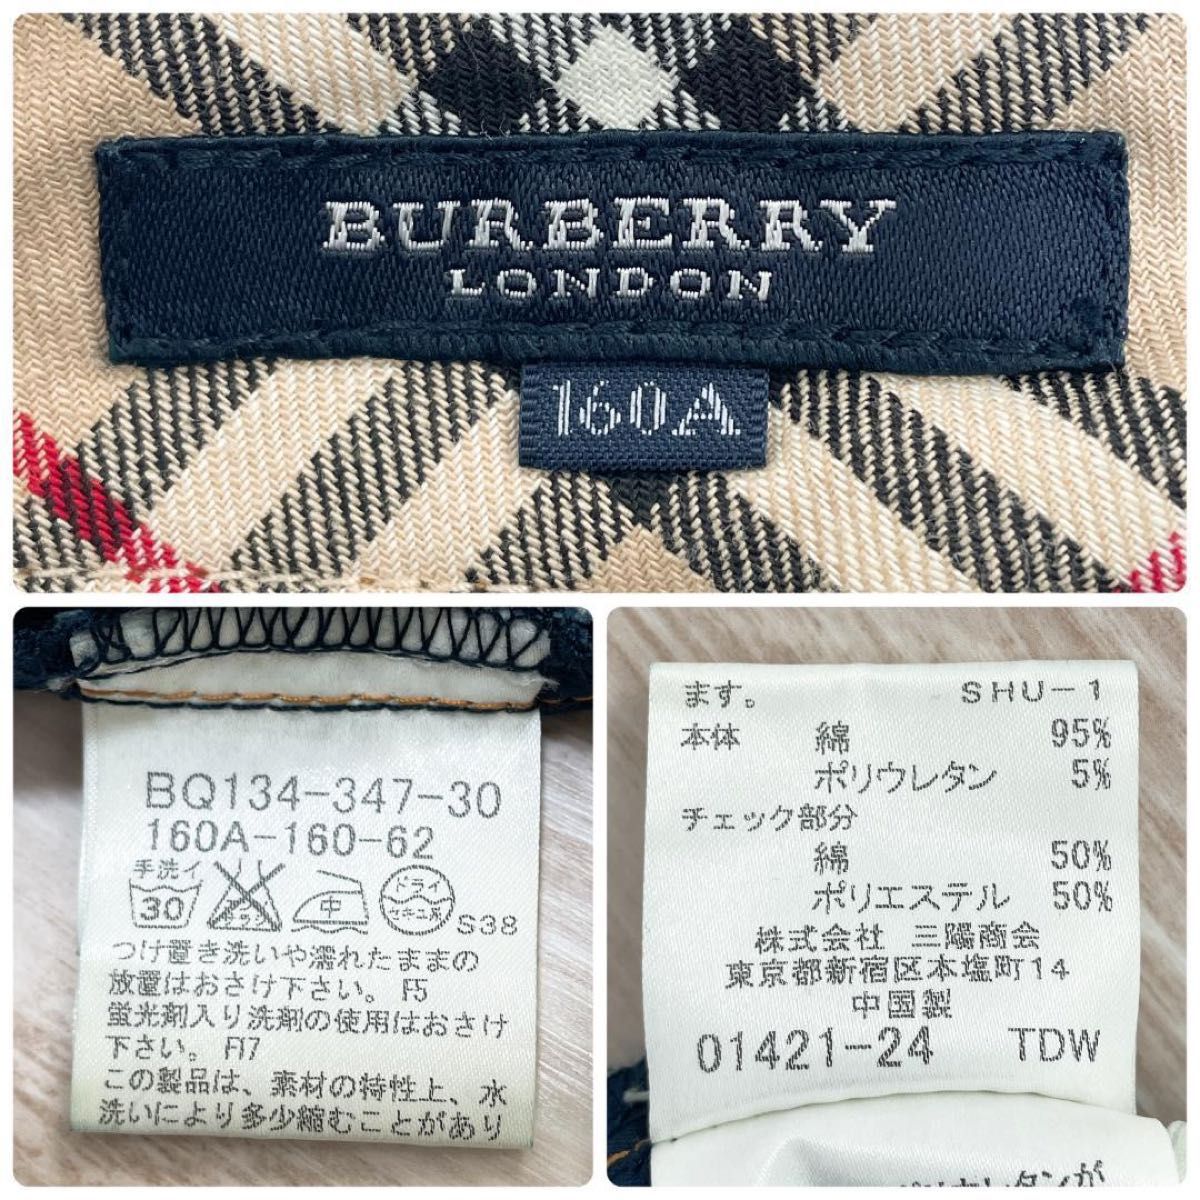 BURBERRY
LONDON
160A
BQ134-347-30
160A-160-62
手洗イ
30
中
ドライ
セキユ系
S38
つけ置き洗いや濡れたままの
放置はおさけ下さい。 F5
蛍光剤入り洗剤の使用はおさけ
下さい。 F17
この製品は、素材の特性上、水
洗いにより多少縮むことがあり
ます。 SHU-1
本体 綿 95%
ポリウレタン 5%
チェック部分
綿 50%
ポリエステル 50%
株式会社 三陽商会
東京都新宿区本塩町14
中国製
01421-24 TDW